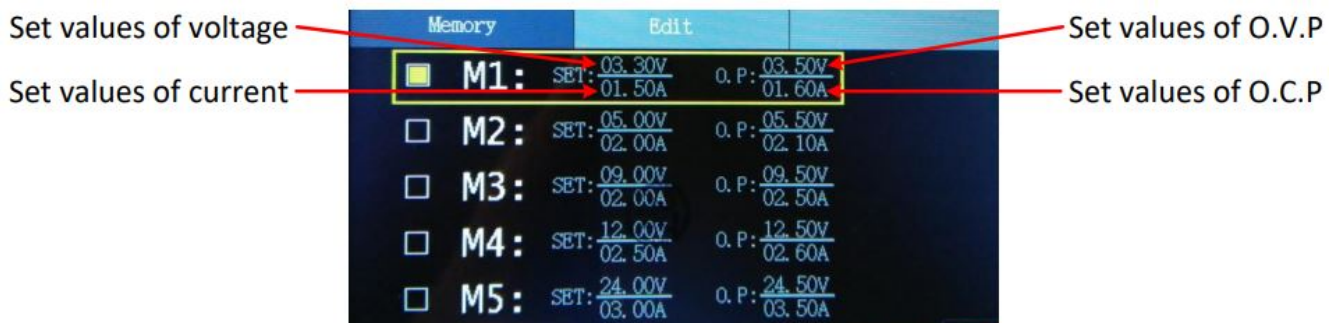 Set values of voltage
Set values of current
Memory Edit
M1: SET: 03.30V 01.50A O.P: 03.50V 01.60A
M2: SET: 05.00V 02.00A O.P: 05.50V 02.10A
M3: SET: 09.00V 02.00A O.P: 09.50V 02.50A
M4: SET: 12.00V 02.50A O.P: 12.50V 02.60A
M5: SET: 24.00V 03.00A O.P: 24.50V 03.50A
Set values of O.V.P
Set values of O.C.P